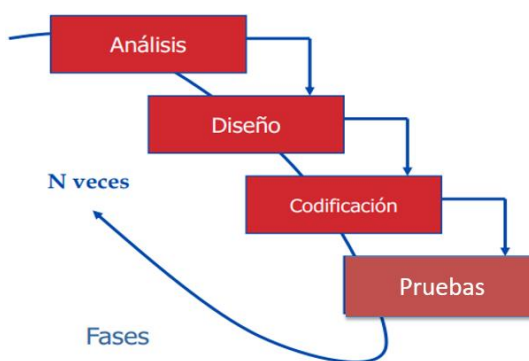 Análisis
Diseño
N veces
Codificación
Pruebas
Fases